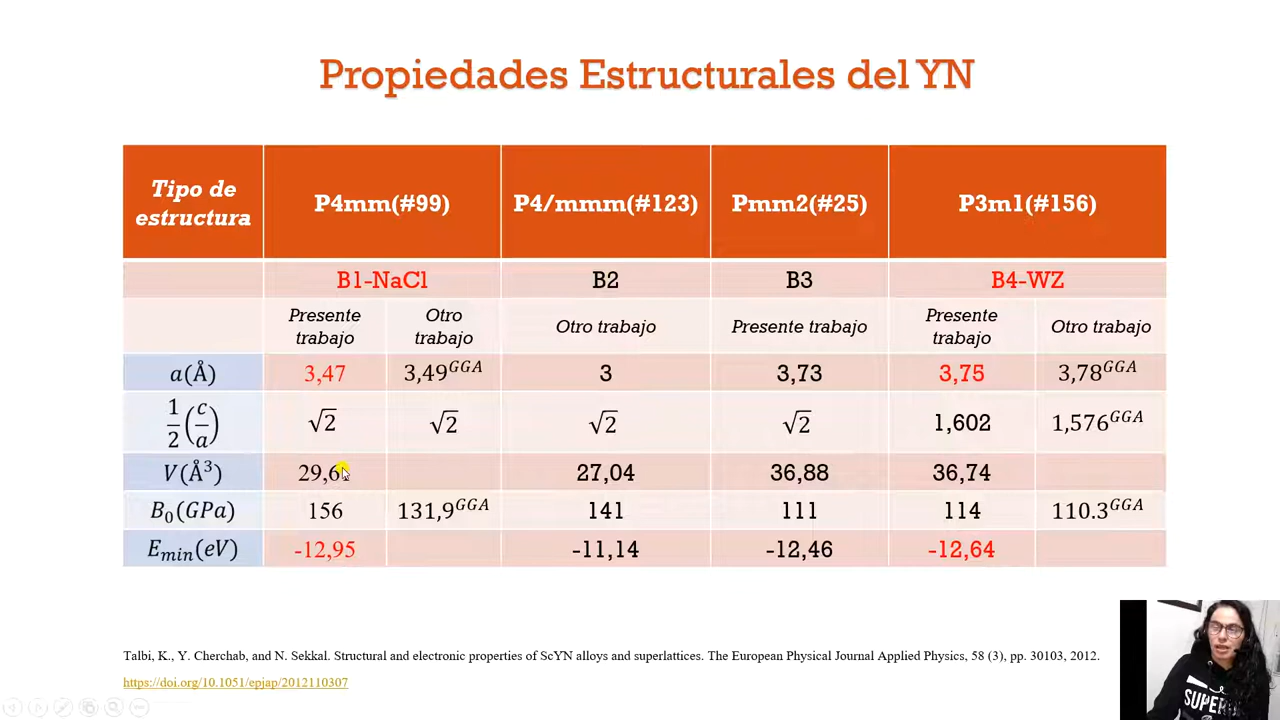 Propiedades Estructurales del YN
Tipo de estructura P4mm(#99) P4/mmm(#123) Pmm2(#25) P3m1(#156)
B1-NaCl B2 B3 B4-WZ
Presente trabajo Otro trabajo Otro trabajo Presente trabajo Presente trabajo Otro trabajo
a(Å) 3,47 3,49^GGA 3 3,73 3,75 3,78^GGA
1/2(c/a) √2 √2 √2 √2 1,602 1,576^GGA
V(Å³) 27,04 36,88 36,74
B₀(GPa) 156 131,9^GGA 141 111 114 110.3^GGA
E_min(eV) -12,95 -11,14 -12,46 -12,64
Talbi, K., Y. Cherchab, and N. Sekkal. Structural and electronic properties of ScYN alloys and superlattices. The European Physical Journal Applied Physics, 58 (3), pp. 30103, 2012.
https://doi.org/10.1051/epjap/2012110307